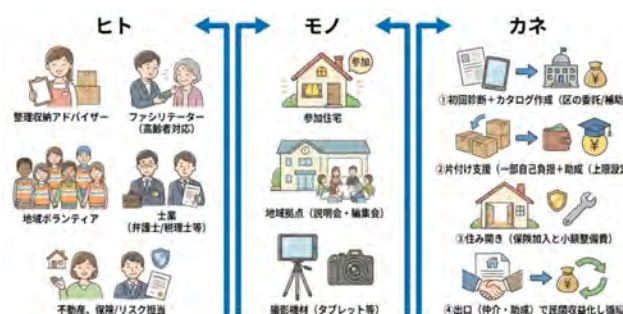 ヒト
整理収納アドバイザー
ファシリテーター
（高齢者対応）
地域ボランティア
士業
（弁護士/税理士等）
不動産、保険/リスク担当
モノ
参加
参加住宅
地域拠点（説明会・編集会）
撮影機材（タブレット等）
カネ
¥
①初回診断＋カタログ作成（区の委託/補助
¥
②片付け支援（一部自己負担＋助成（上限設定
③住み開き（保険加入と小額整備費）
¥
④出口（仲介・助成）で民間収益化し循環